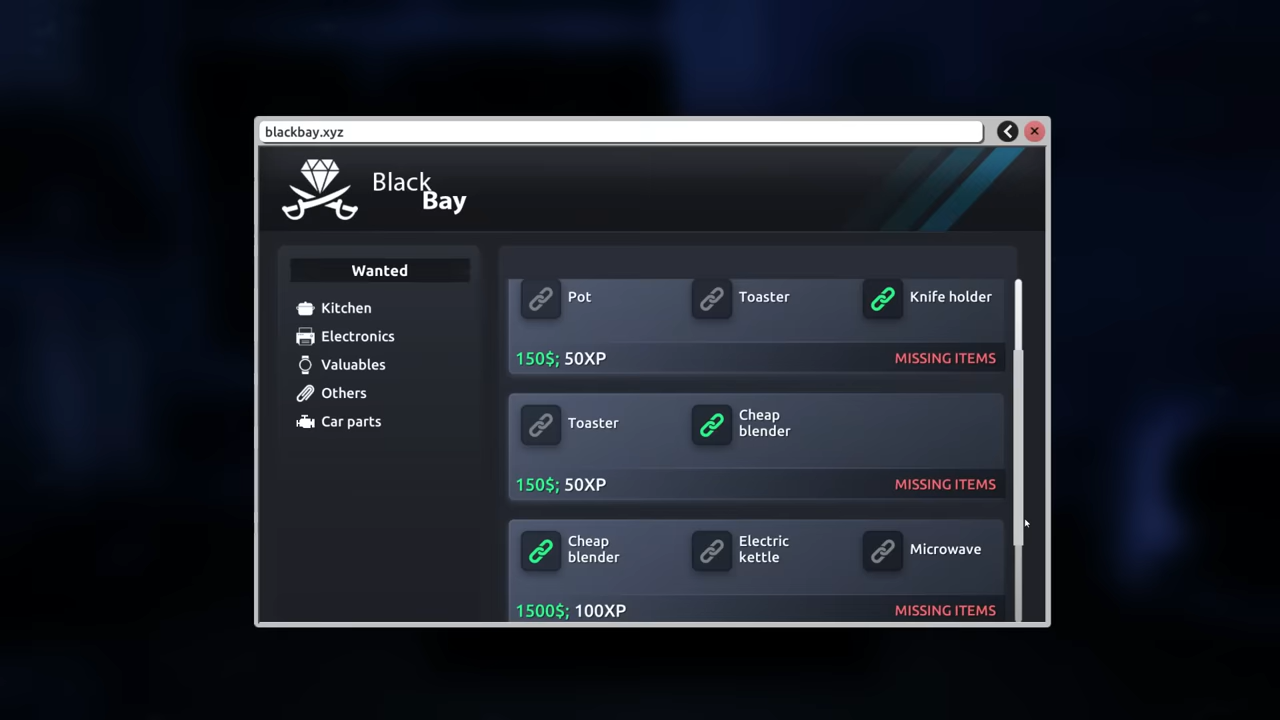 blackbay.xyz
Black
Bay
Wanted
Kitchen
Electronics
Valuables
Others
Car parts
Pot
Toaster
Knife holder
150$; 50XP
MISSING ITEMS
Toaster
Cheap
blender
150$; 50XP
MISSING ITEMS
Cheap
blender
Electric
kettle
Microwave
1500$; 100XP
MISSING ITEMS